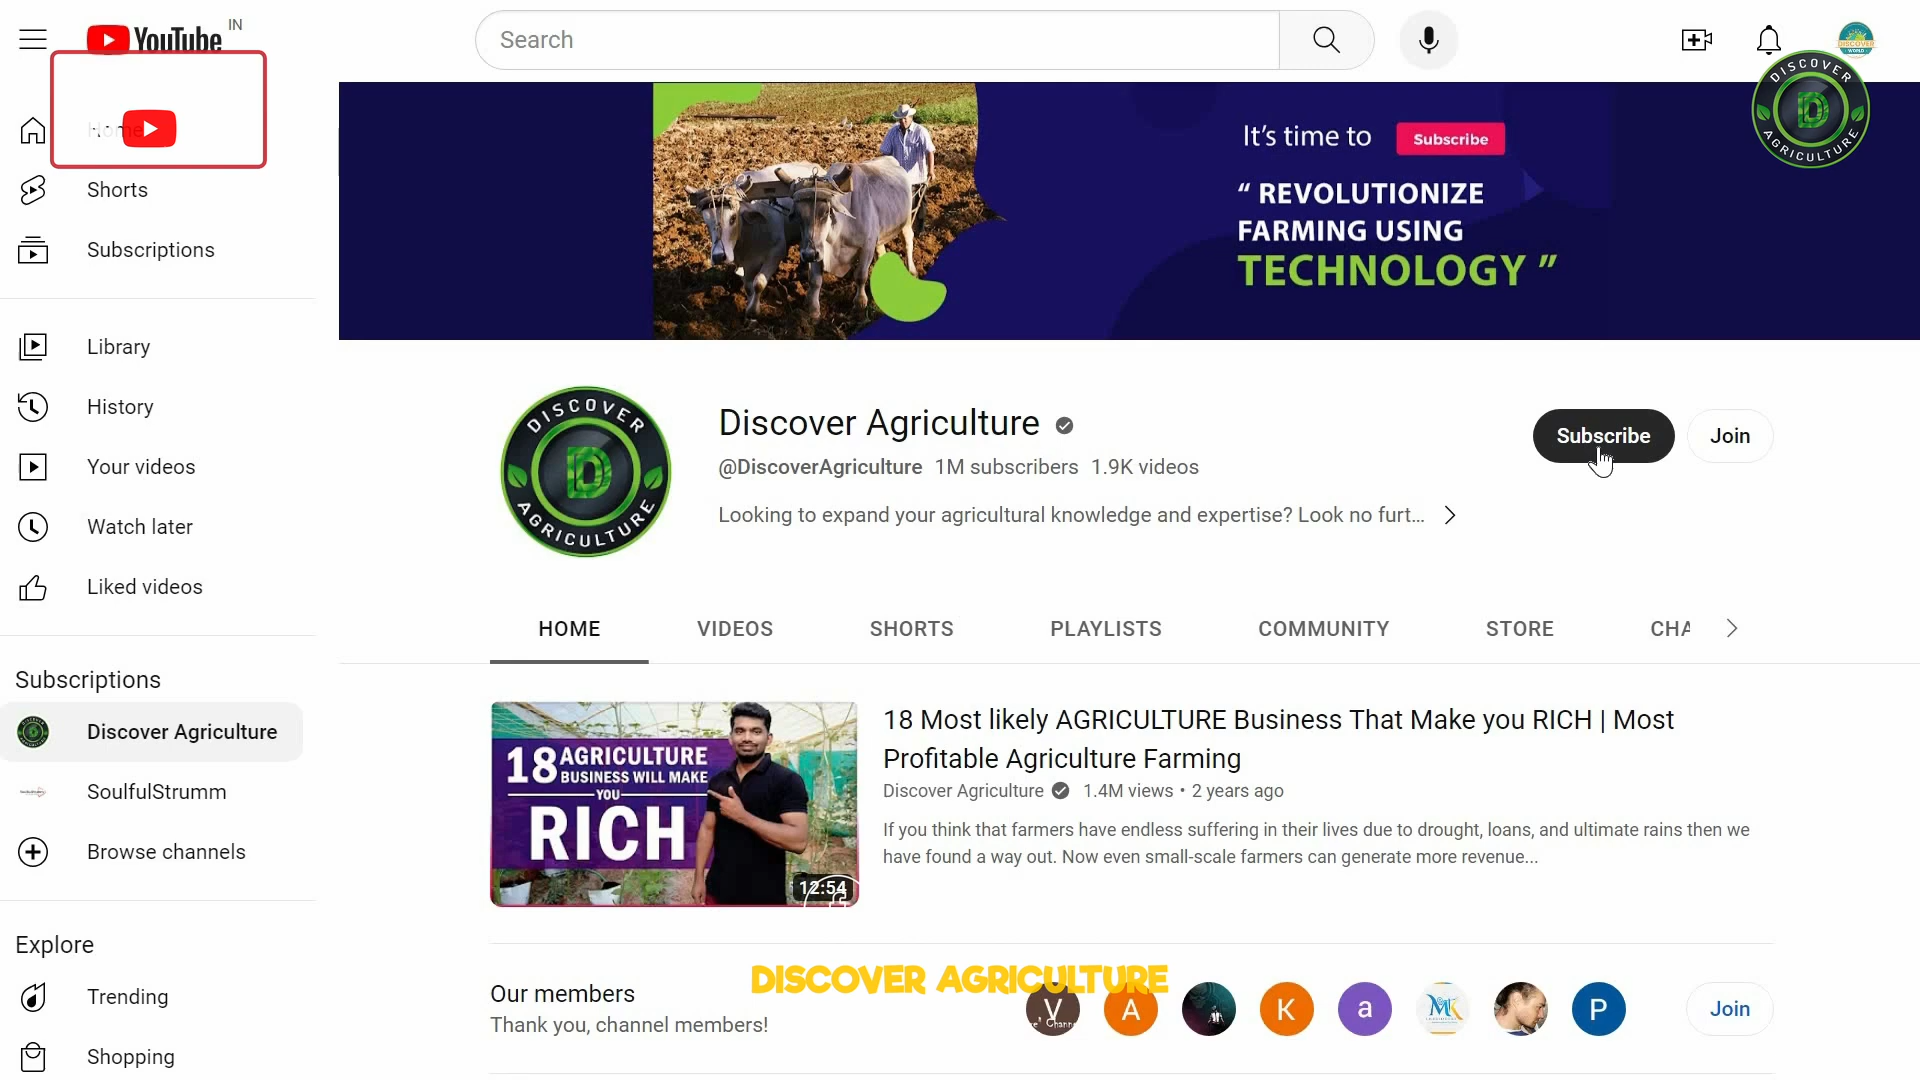 YouTube IN
Search
Home
Shorts
Subscriptions
Library
History
Your videos
Watch later
Liked videos
Subscriptions
Discover Agriculture
SoulfulStrumm
Browse channels
Explore
Trending
Shopping
It's time to Subscribe
“ REVOLUTIONIZE
FARMING USING
TECHNOLOGY ”
DISCOVER AGRICULTURE
D
DISCOVER AGRICULTURE
D
Discover Agriculture
@DiscoverAgriculture 1M subscribers 1.9K videos
Looking to expand your agricultural knowledge and expertise? Look no furt...
Subscribe
Join
HOME VIDEOS SHORTS PLAYLISTS COMMUNITY STORE CHA
18 AGRICULTURE
BUSINESS WILL MAKE
YOU
RICH
12:54
18 Most likely AGRICULTURE Business That Make you RICH | Most
Profitable Agriculture Farming
Discover Agriculture 1.4M views • 2 years ago
If you think that farmers have endless suffering in their lives due to drought, loans, and ultimate rains then we
have found a way out. Now even small-scale farmers can generate more revenue...
DISCOVER AGRICULTURE
Our members
Thank you, channel members!
V A K a MK P
Join